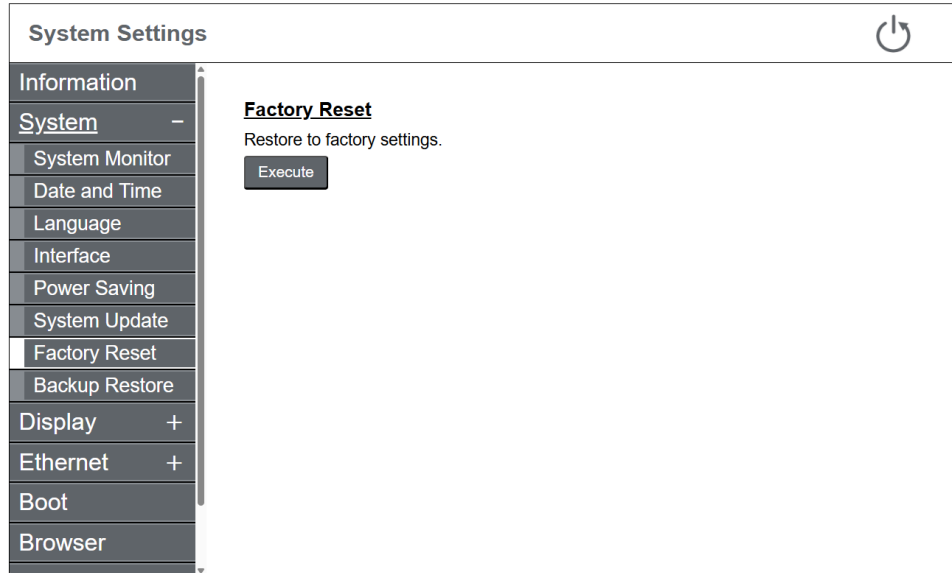 System Settings
Information
System −
System Monitor
Date and Time
Language
Interface
Power Saving
System Update
Factory Reset
Backup Restore
Display +
Ethernet +
Boot
Browser
Factory Reset
Restore to factory settings.
Execute